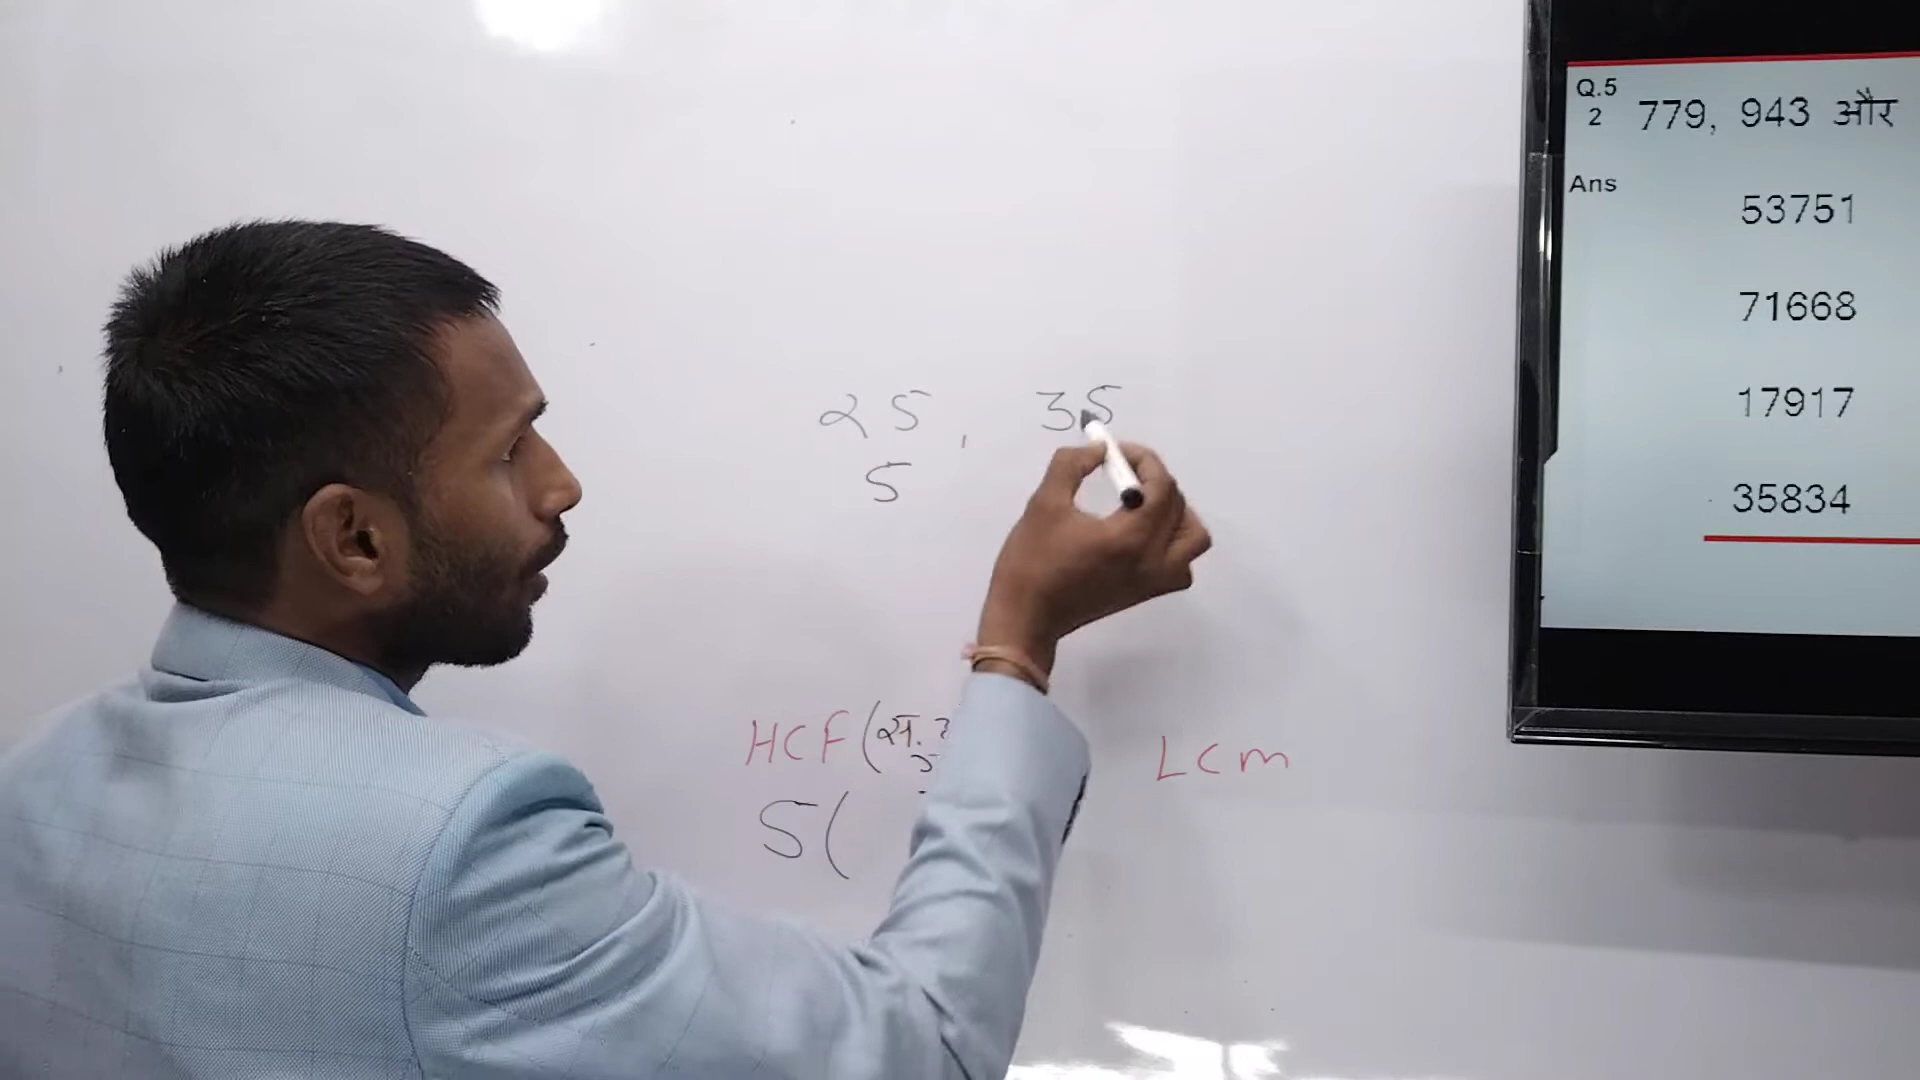 25, 35
5
HCF (
LCM
5(
Q.5
2
779, 943 और
Ans
53751
71668
17917
35834